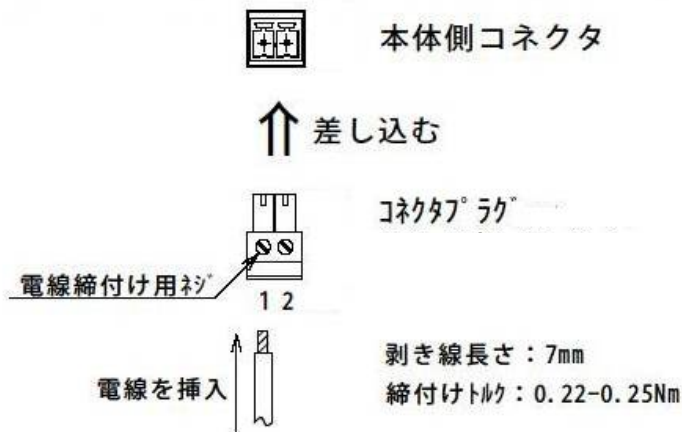 本体側コネクタ
差し込む
コネクタプラグ
電線締付け用ネジ
1 2
電線を挿入
剥き線長さ：7mm
締付けトルク：0.22-0.25Nm